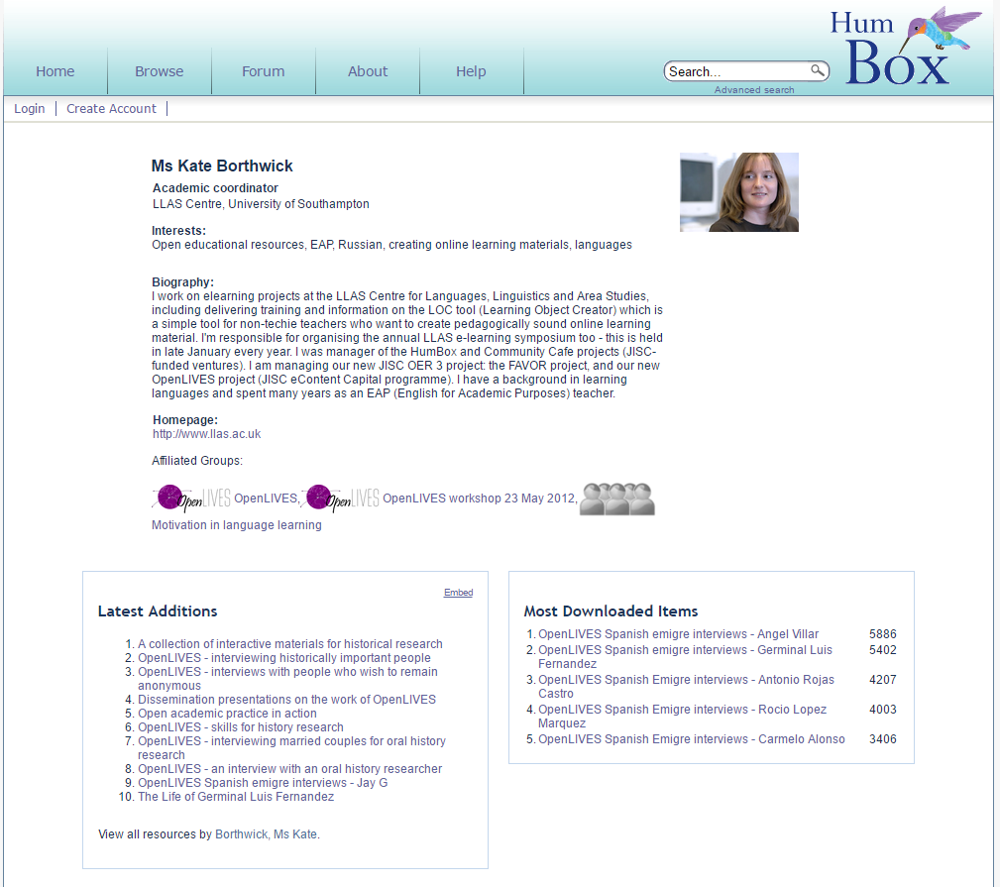 Hum
Box
Home Browse Forum About Help
Search...
Advanced search
Login Create Account
Ms Kate Borthwick
Academic coordinator
LLAS Centre, University of Southampton
Interests:
Open educational resources, EAP, Russian, creating online learning materials, languages
Biography:
I work on elearning projects at the LLAS Centre for Languages, Linguistics and Area Studies,
including delivering training and information on the LOC tool (Learning Object Creator) which is
a simple tool for non-techie teachers who want to create pedagogically sound online learning
material. I'm responsible for organising the annual LLAS e-learning symposium too - this is held
in late January every year. I was manager of the HumBox and Community Cafe projects (JISC-
funded ventures). I am managing our new JISC OER 3 project: the FAVOR project, and our new
OpenLIVES project (JISC eContent Capital programme). I have a background in learning
languages and spent many years as an EAP (English for Academic Purposes) teacher.
Homepage:
http://www.llas.ac.uk
Affiliated Groups:
OpenLIVES OpenLIVES, OpenLIVES OpenLIVES workshop 23 May 2012,
Motivation in language learning
Embed
Latest Additions
1. A collection of interactive materials for historical research
2. OpenLIVES - interviewing historically important people
3. OpenLIVES - interviews with people who wish to remain
anonymous
4. Dissemination presentations on the work of OpenLIVES
5. Open academic practice in action
6. OpenLIVES - skills for history research
7. OpenLIVES - interviewing married couples for oral history
research
8. OpenLIVES - an interview with an oral history researcher
9. OpenLIVES Spanish emigre interviews - Jay G
10. The Life of Germinal Luis Fernandez
View all resources by Borthwick, Ms Kate.
Most Downloaded Items
1. OpenLIVES Spanish emigre interviews - Angel Villar 5886
2. OpenLIVES Spanish emigre interviews - Germinal Luis 5402
Fernandez
3. OpenLIVES Spanish Emigre interviews - Antonio Rojas 4207
Castro
4. OpenLIVES Spanish Emigre interviews - Rocio Lopez 4003
Marquez
5. OpenLIVES Spanish Emigre interviews - Carmelo Alonso 3406